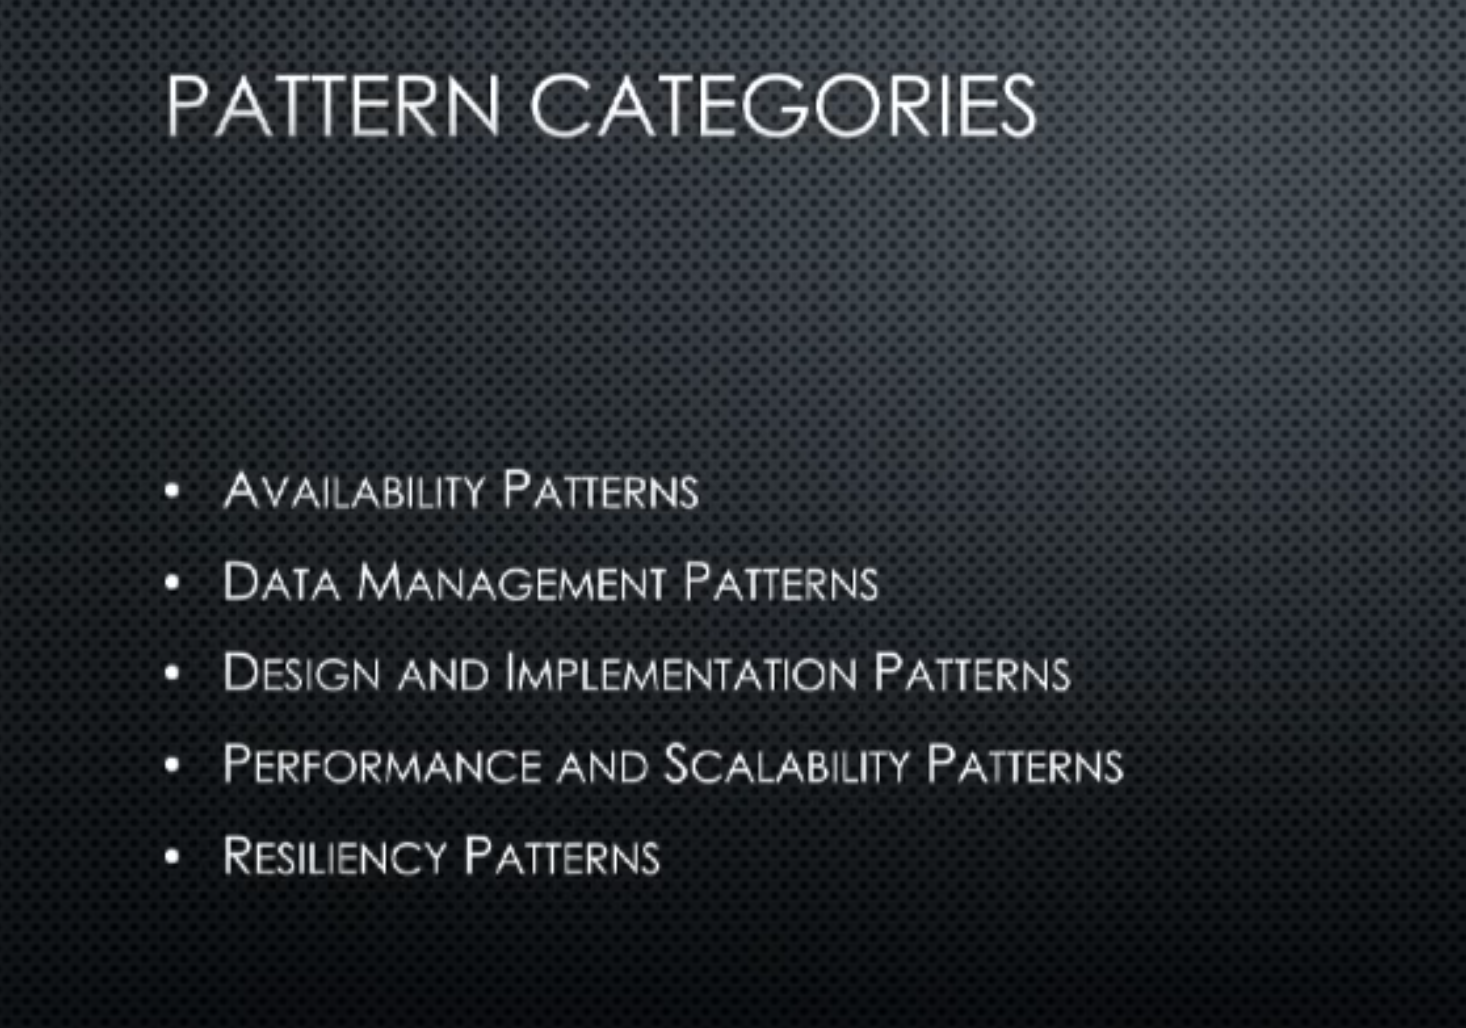 PATTERN CATEGORIES
• AVAILABILITY PATTERNS
• DATA MANAGEMENT PATTERNS
• DESIGN AND IMPLEMENTATION PATTERNS
• PERFORMANCE AND SCALABILITY PATTERNS
• RESILIENCY PATTERNS